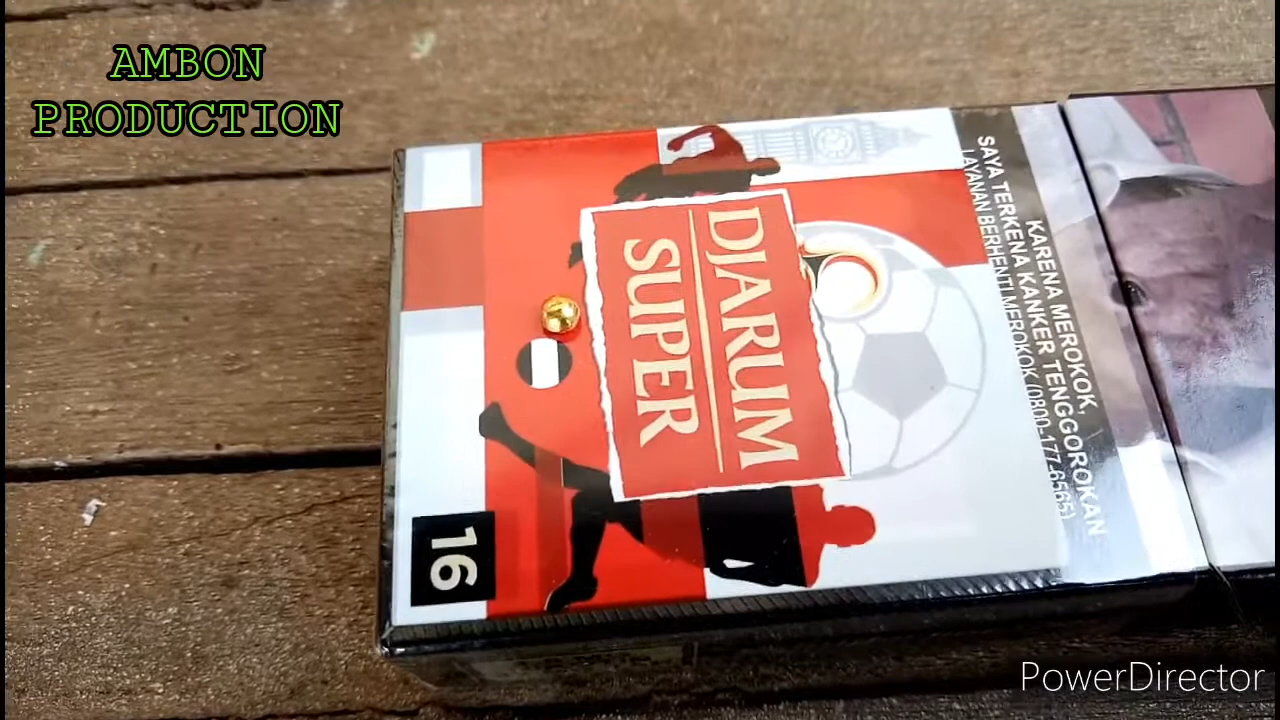 AMBON
PRODUCTION
DJARUM
SUPER
16
KARENA MEROKOK,
SAYA TERKENA KANKER TENGGOROKAN
LAYANAN BERHENTI MEROKOK (0800-177-6565)
PowerDirector